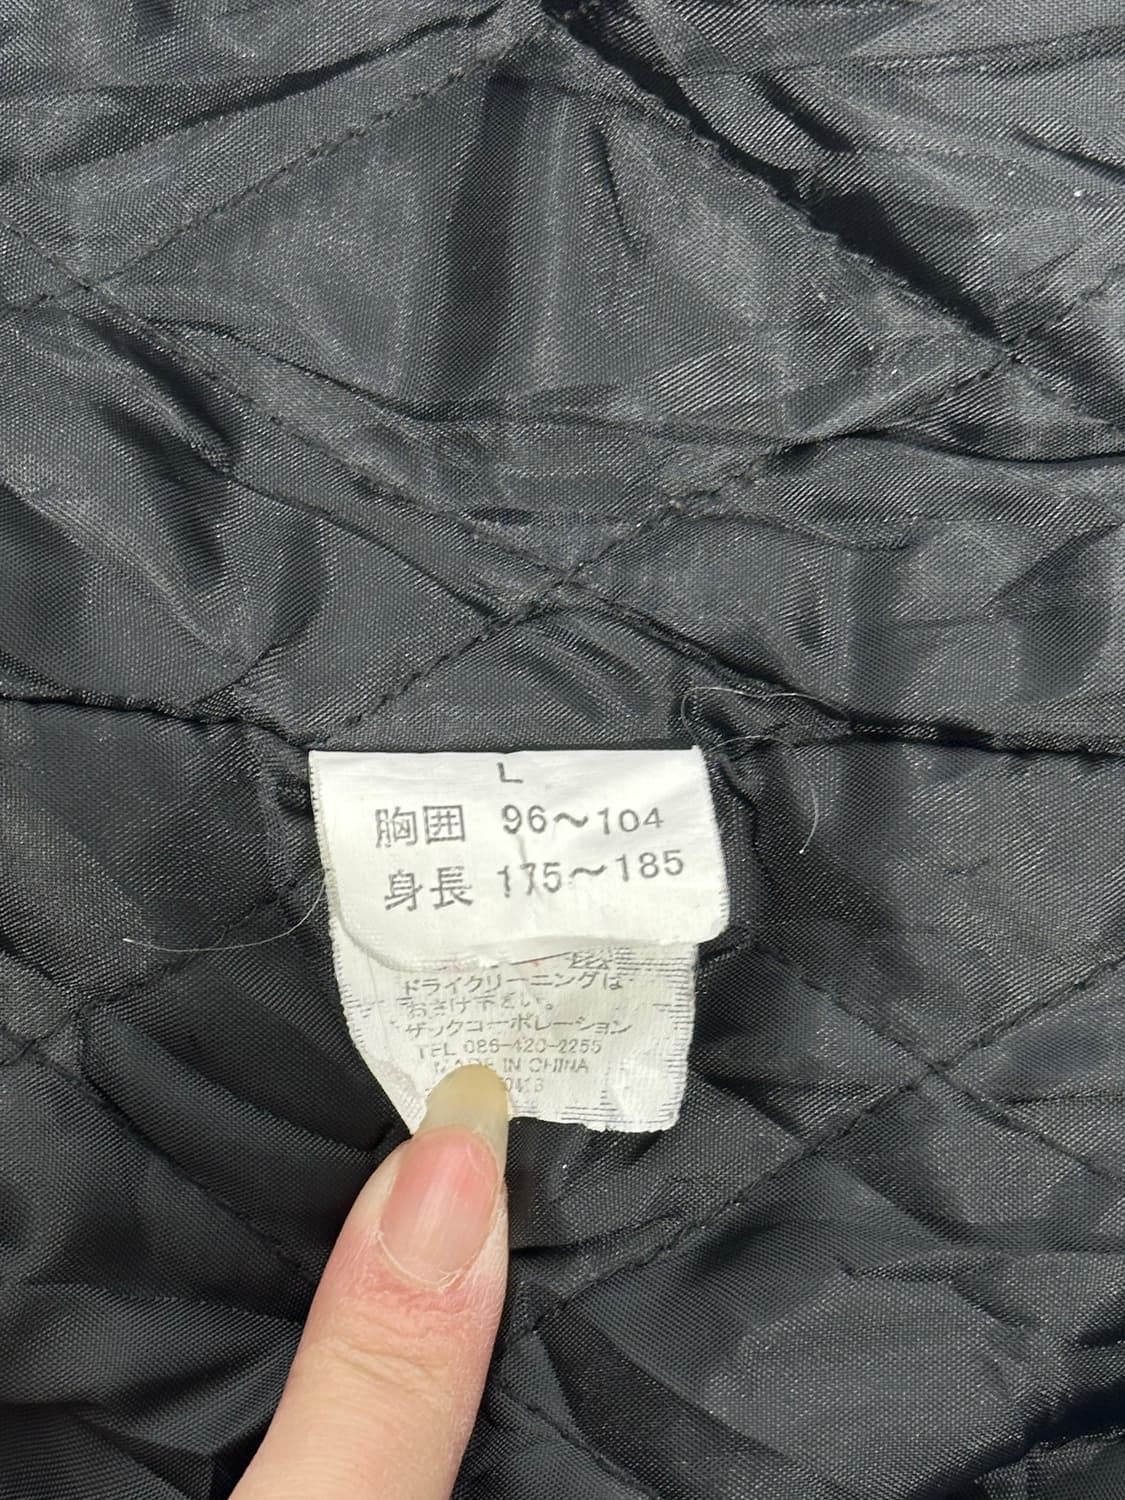 L
胸囲 96～104
身長 175～185
ドライクリーニングは
おさけ下さい。
ザックコーポレーション
TEL 086-420-2255
MADE IN CHINA